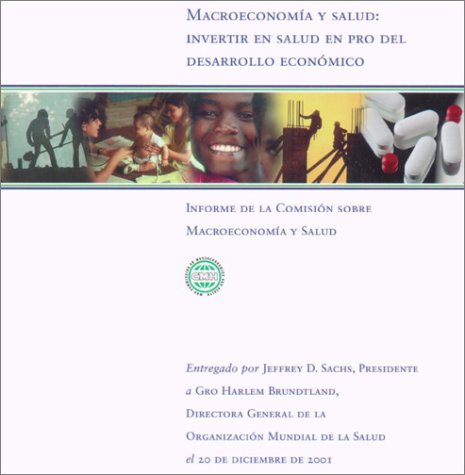 Macroeconomía y salud:
invertir en salud en pro del
desarrollo económico
Informe de la Comisión sobre
Macroeconomía y Salud
CMH
Entregado por Jeffrey D. Sachs, Presidente
a Gro Harlem Brundtland,
Directora General de la
Organización Mundial de la Salud
el 20 de diciembre de 2001